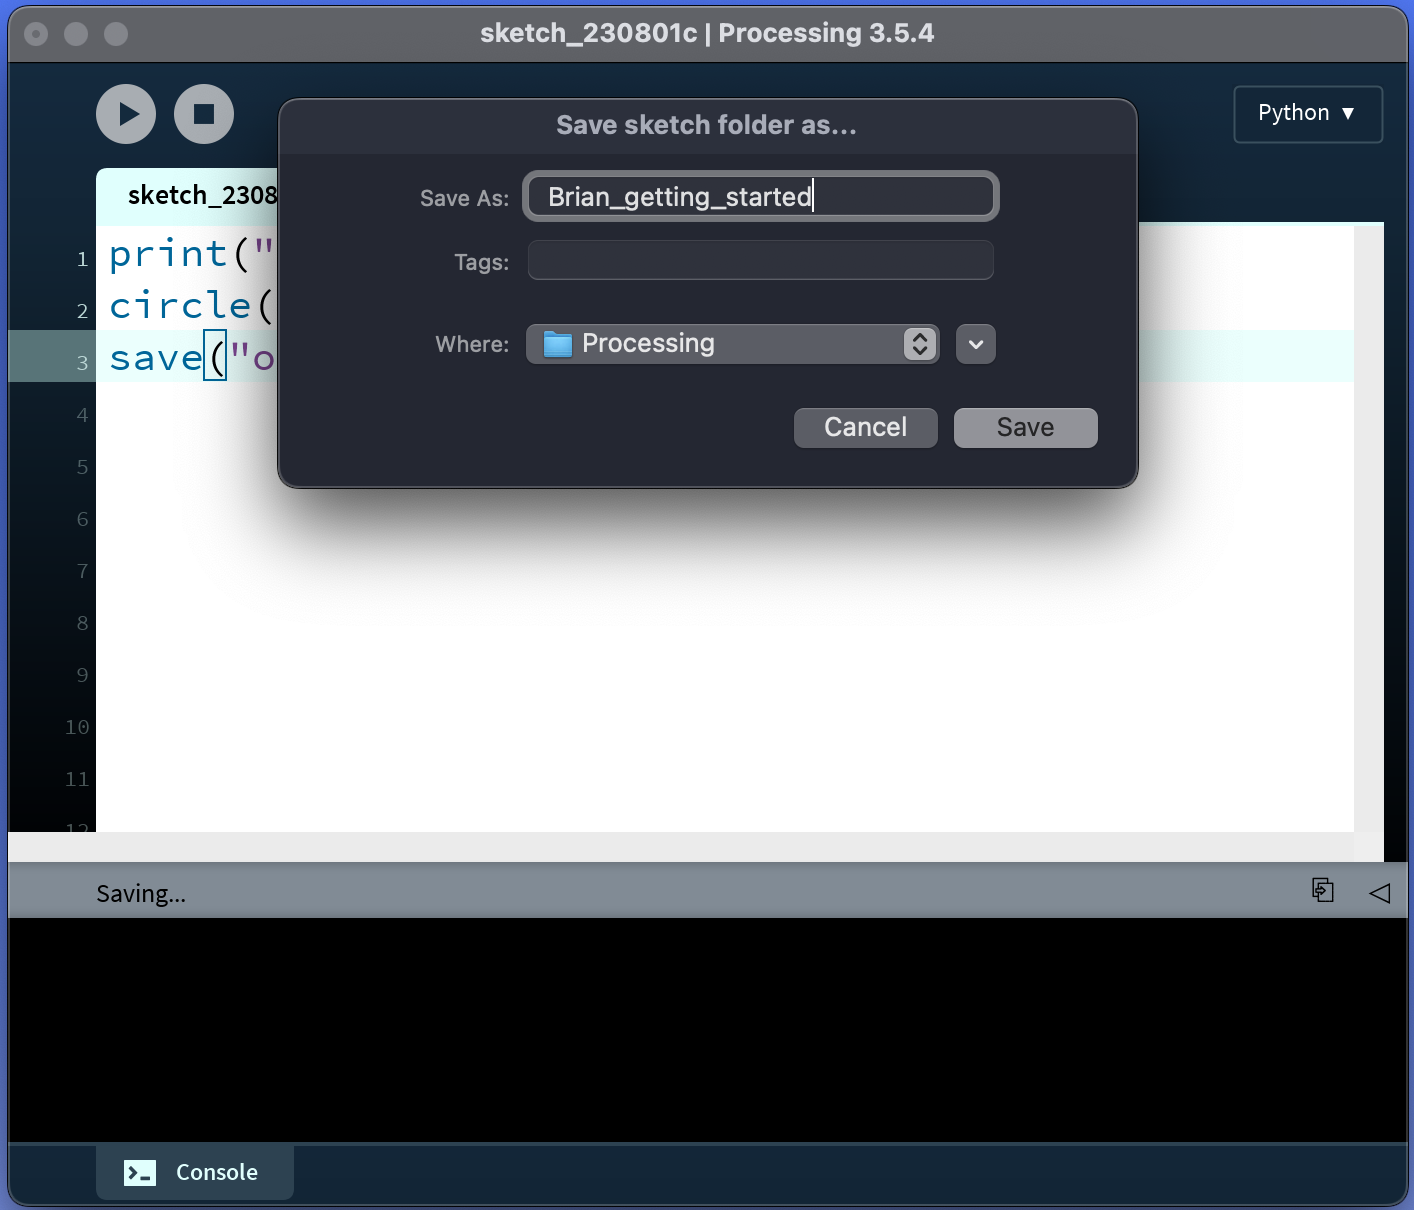 sketch_230801c | Processing 3.5.4
Python ▼
Save sketch folder as...
sketch_2308
Save As: Brian_getting_started
Tags:
Where: Processing
Cancel Save
1 print("
2 circle(
3 save("o
4
5
6
7
8
9
10
11
12
Saving...
Console